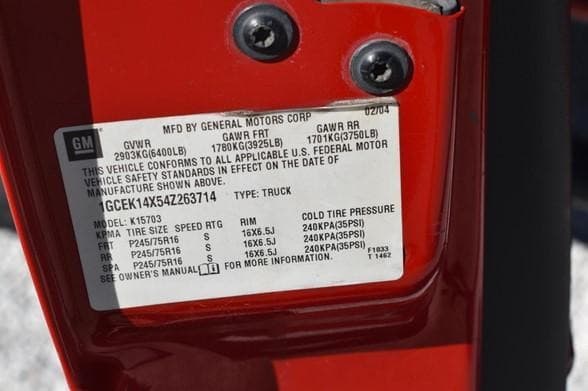 02/04
MFD BY GENERAL MOTORS CORP
GM
GVWR GAWR FRT GAWR RR
2903KG(6400LB) 1780KG(3925LB) 1701KG(3750LB)
THIS VEHICLE CONFORMS TO ALL APPLICABLE U.S. FEDERAL MOTOR
VEHICLE SAFETY STANDARDS IN EFFECT ON THE DATE OF
MANUFACTURE SHOWN ABOVE.
1GCEK14X54Z263714 TYPE: TRUCK
MODEL: K15703
KPMA TIRE SIZE SPEED RTG RIM COLD TIRE PRESSURE
FRT P245/75R16 S 16X6.5J 240KPA(35PSI)
RR P245/75R16 S 16X6.5J 240KPA(35PSI)
SPA P245/75R16 S 16X6.5J 240KPA(35PSI)
SEE OWNER'S MANUAL FOR MORE INFORMATION.
F1033
T 1462